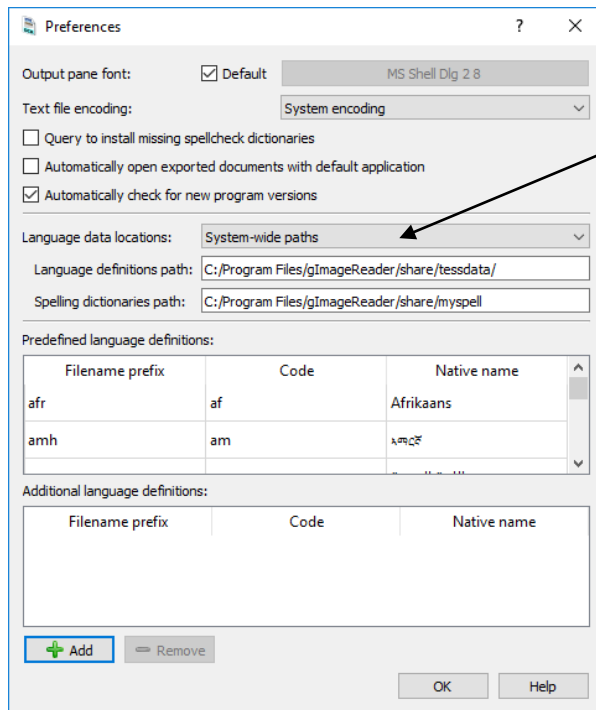 Preferences ?
Output pane font: Default MS Shell Dlg 2 8
Text file encoding: System encoding
Query to install missing spellcheck dictionaries
Automatically open exported documents with default application
Automatically check for new program versions
Language data locations: System-wide paths
Language definitions path: C:/Program Files/gImageReader/share/tessdata/
Spelling dictionaries path: C:/Program Files/gImageReader/share/myspell
Predefined language definitions:
Filename prefix Code Native name
afr af Afrikaans
amh am ኣማርኛ
Additional language definitions:
Filename prefix Code Native name
Add Remove
OK Help